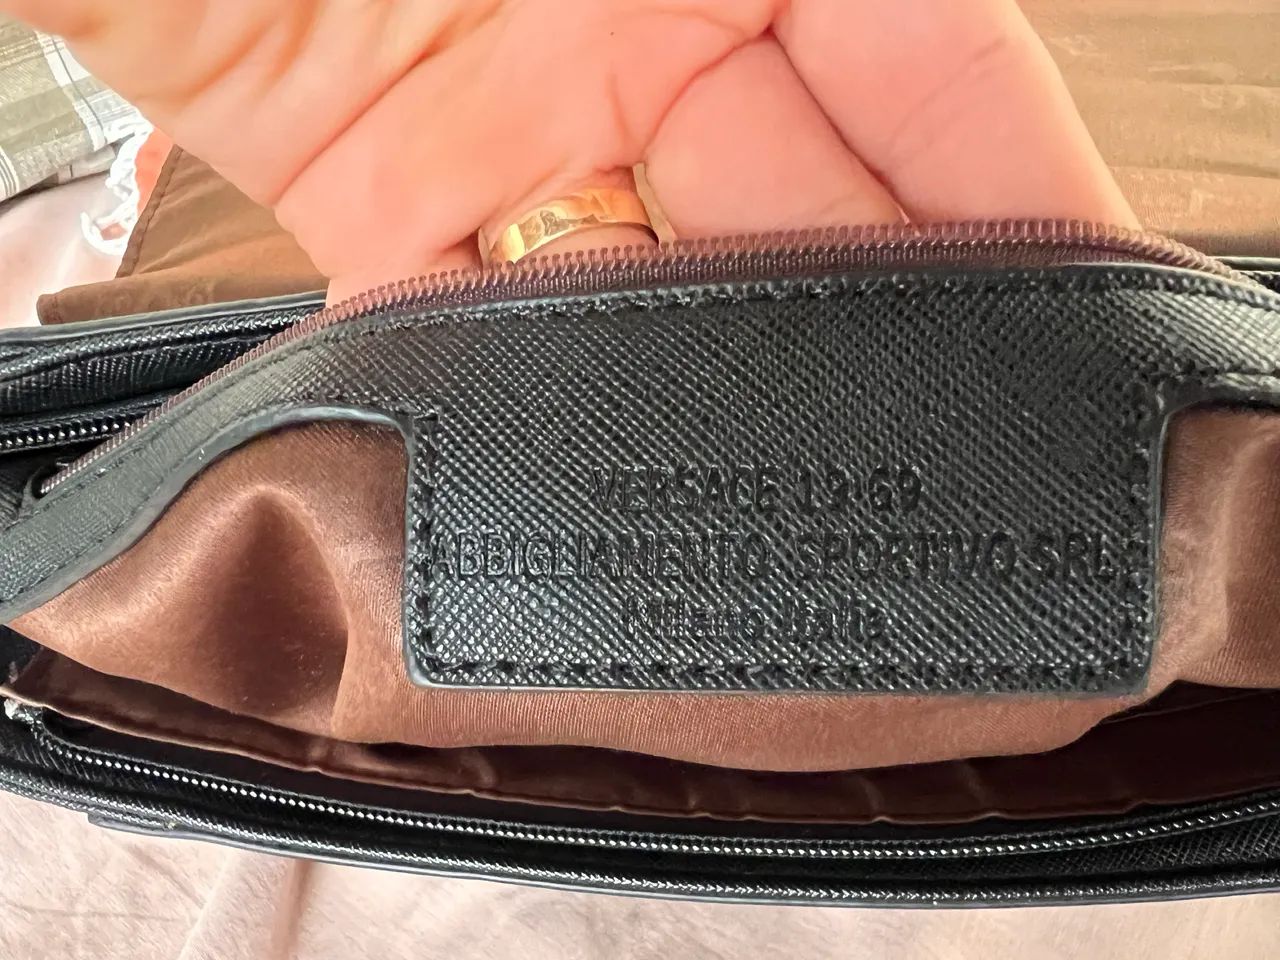 VERSACE 19.69
ABBIGLIAMENTO SPORTIVO SRL.
Milano Italia